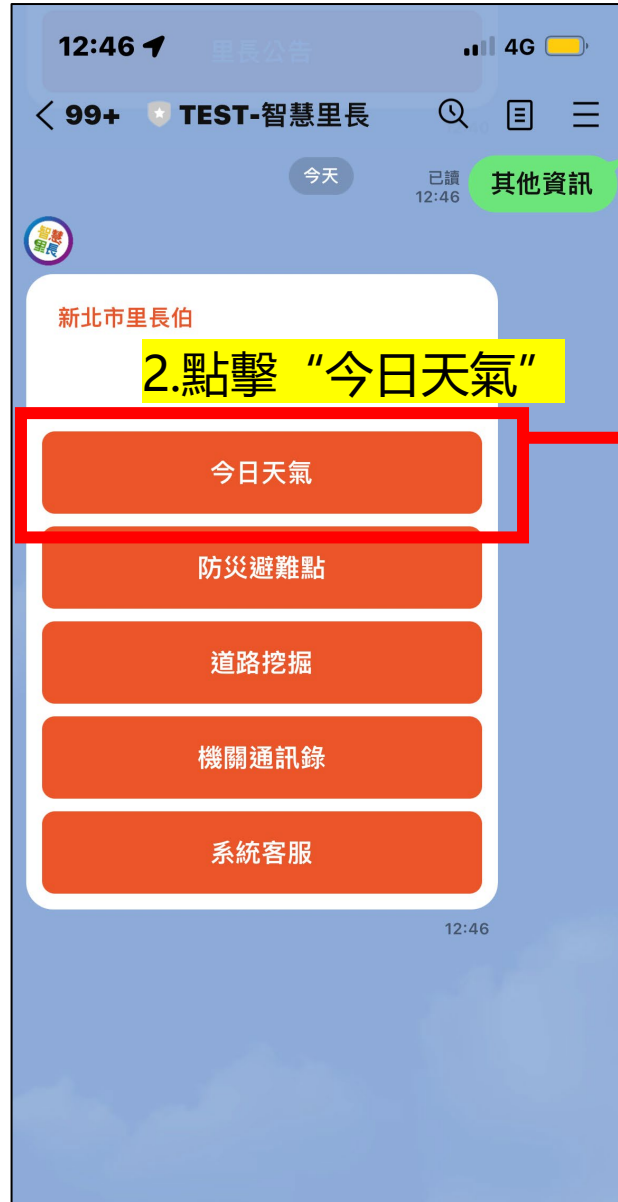 里長公告
12:46
4G
99+
TEST-智慧里長
今天
已讀
12:46
其他資訊
智慧
里長
新北市里長伯
2.點擊“今日天氣”
今日天氣
防災避難點
道路挖掘
機關通訊錄
系統客服
12:46